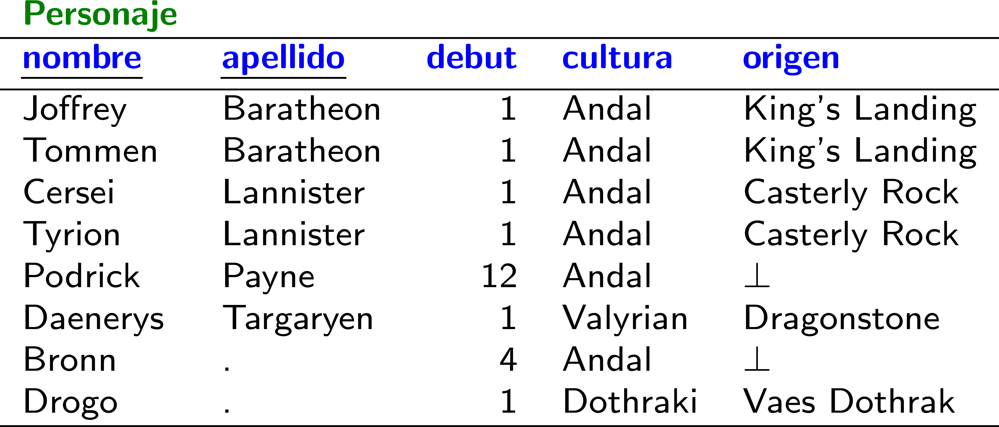 Personaje
nombre apellido debut cultura origen
Joffrey Baratheon 1 Andal King's Landing
Tommen Baratheon 1 Andal King's Landing
Cersei Lannister 1 Andal Casterly Rock
Tyrion Lannister 1 Andal Casterly Rock
Podrick Payne 12 Andal ⊥
Daenerys Targaryen 1 Valyrian Dragonstone
Bronn . 4 Andal ⊥
Drogo . 1 Dothraki Vaes Dothrak